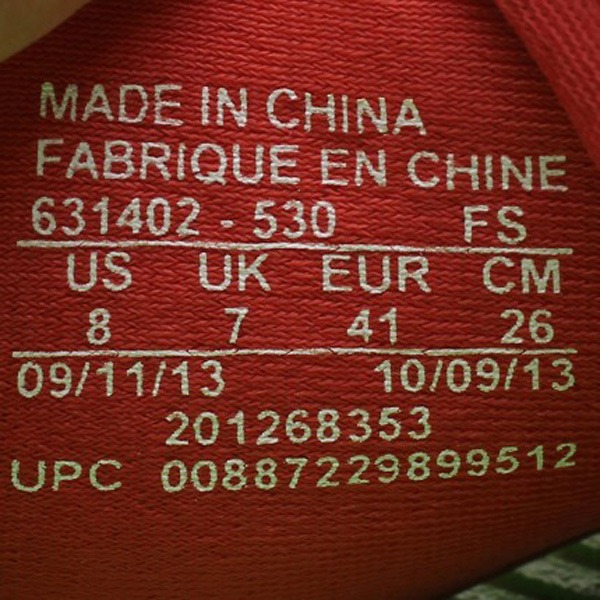 MADE IN CHINA
FABRIQUE EN CHINE
631402 - 530 FS
US UK EUR CM
8 7 41 26
09/11/13 10/09/13
201268353
UPC 00887229899512